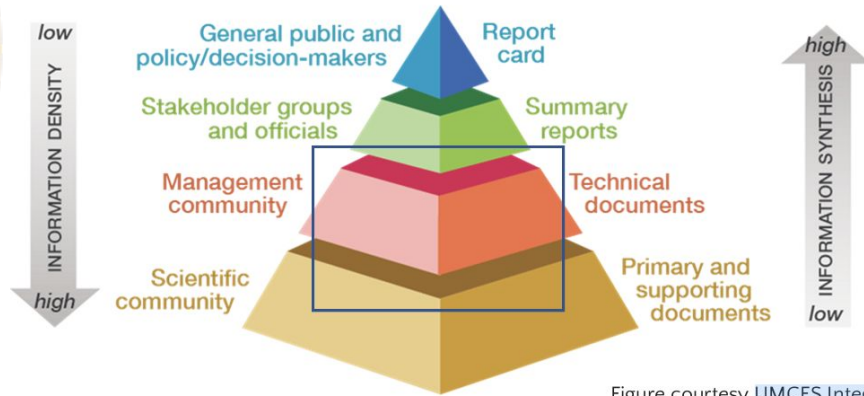 low
INFORMATION DENSITY
high
General public and
policy/decision-makers
Report
card
Stakeholder groups
and officials
Summary
reports
Management
community
Technical
documents
Scientific
community
Primary and
supporting
documents
high
INFORMATION SYNTHESIS
low
Figure courtesy UMCES